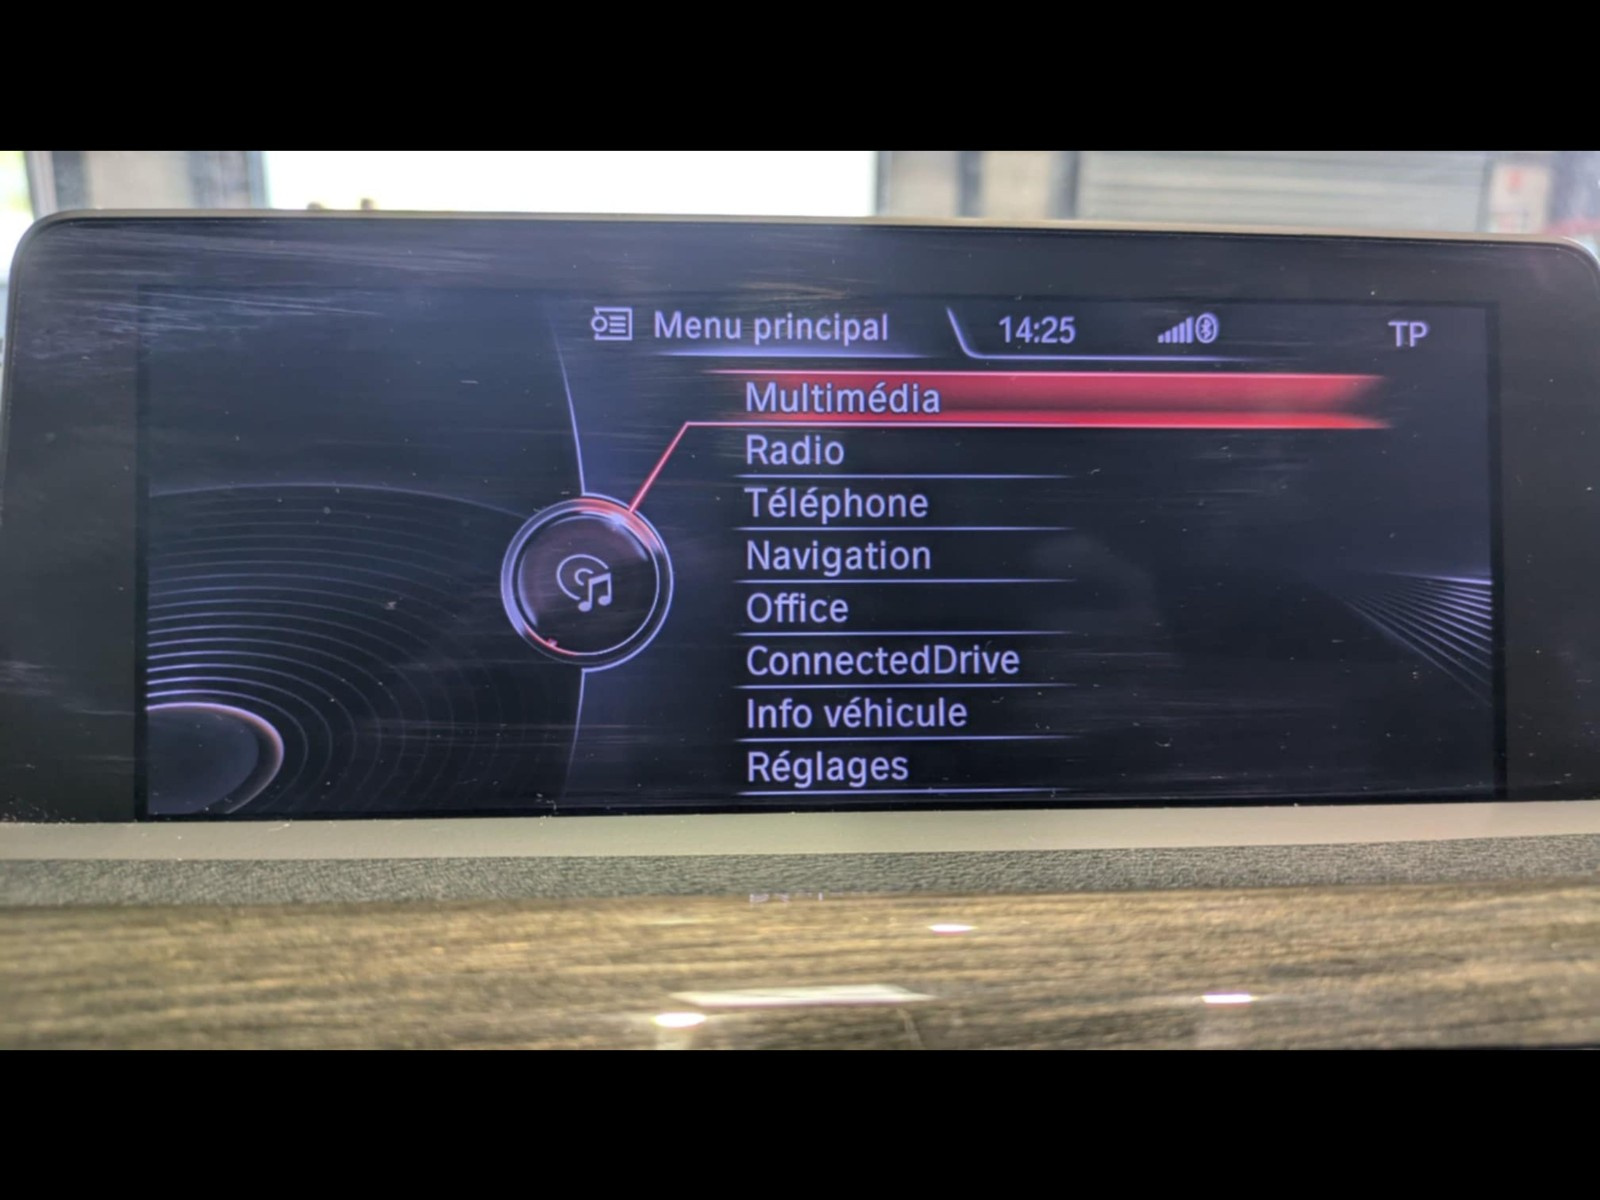 Menu principal 14:25 TP
Multimédia
Radio
Téléphone
Navigation
Office
ConnectedDrive
Info véhicule
Réglages